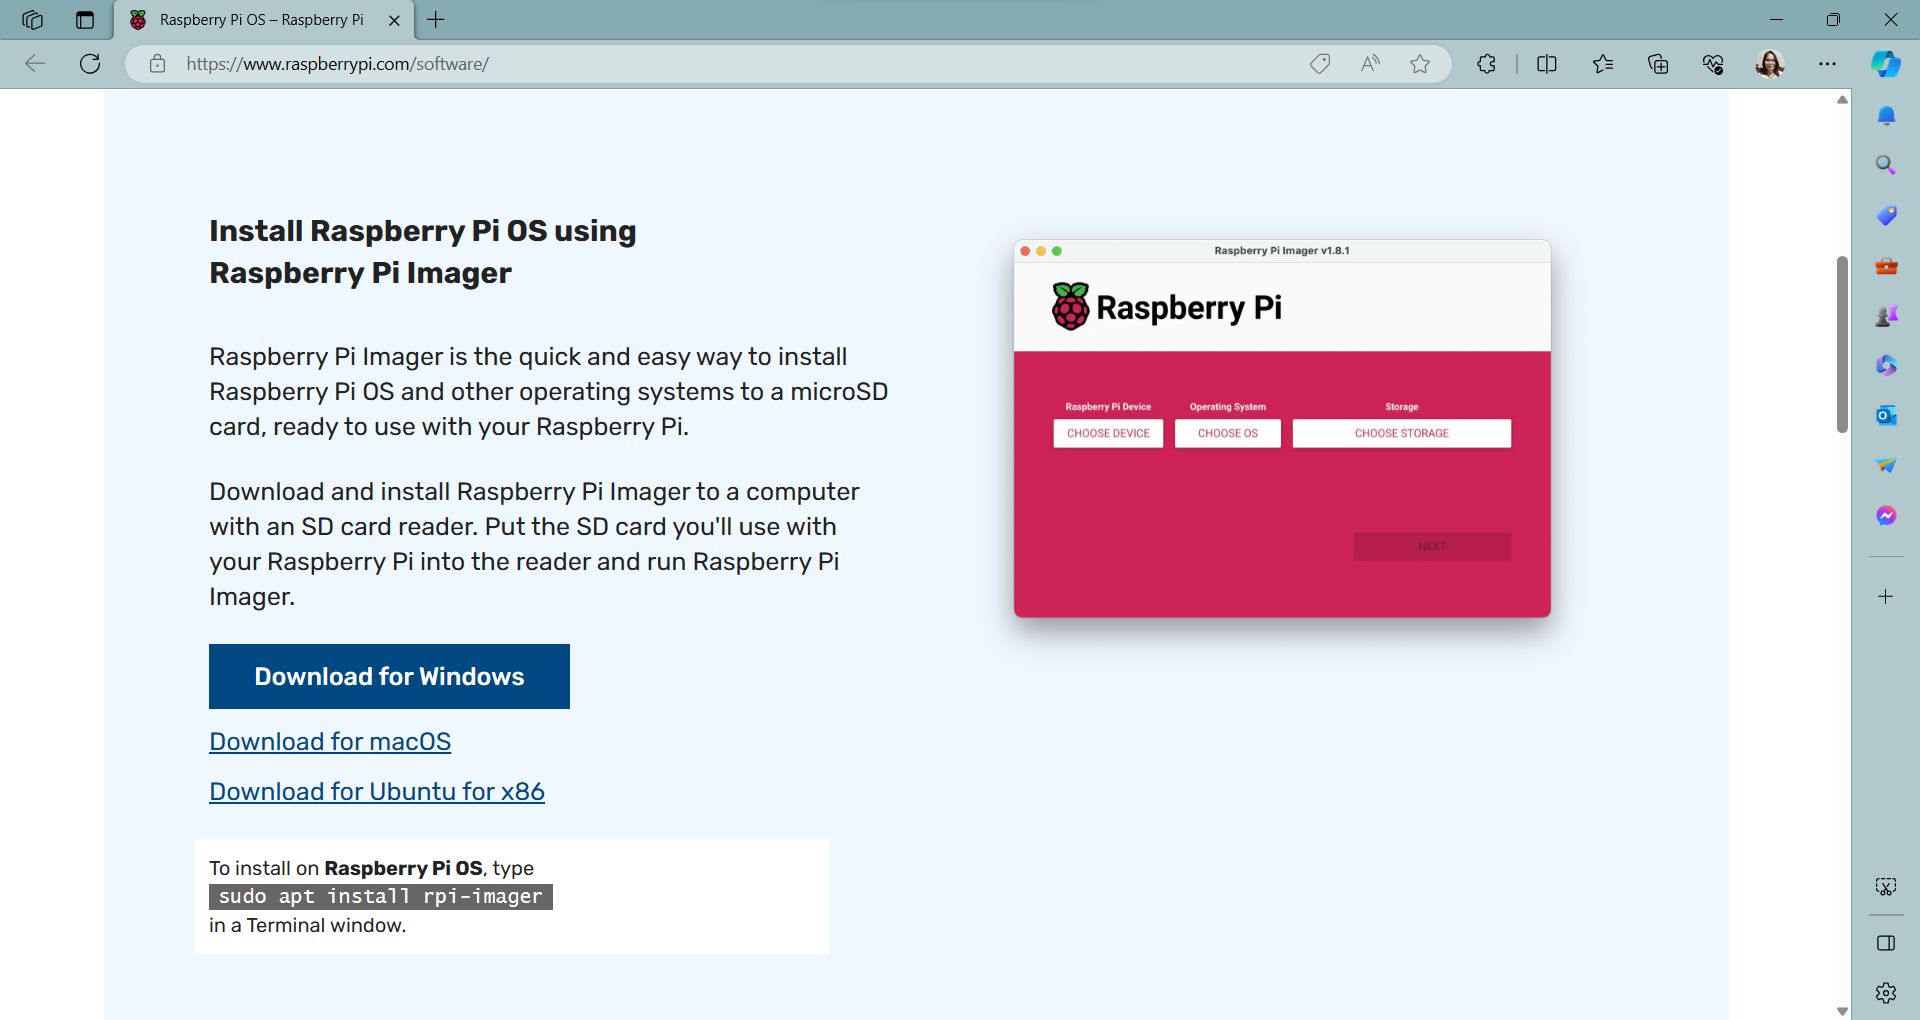 Raspberry Pi OS – Raspberry Pi
https://www.raspberrypi.com/software/
Install Raspberry Pi OS using
Raspberry Pi Imager
Raspberry Pi Imager is the quick and easy way to install
Raspberry Pi OS and other operating systems to a microSD
card, ready to use with your Raspberry Pi.
Download and install Raspberry Pi Imager to a computer
with an SD card reader. Put the SD card you'll use with
your Raspberry Pi into the reader and run Raspberry Pi
Imager.
Download for Windows
Download for macOS
Download for Ubuntu for x86
To install on Raspberry Pi OS, type
sudo apt install rpi-imager
in a Terminal window.
Raspberry Pi Imager v1.8.1
Raspberry Pi
Raspberry Pi Device
Operating System
Storage
CHOOSE DEVICE
CHOOSE OS
CHOOSE STORAGE
NEXT